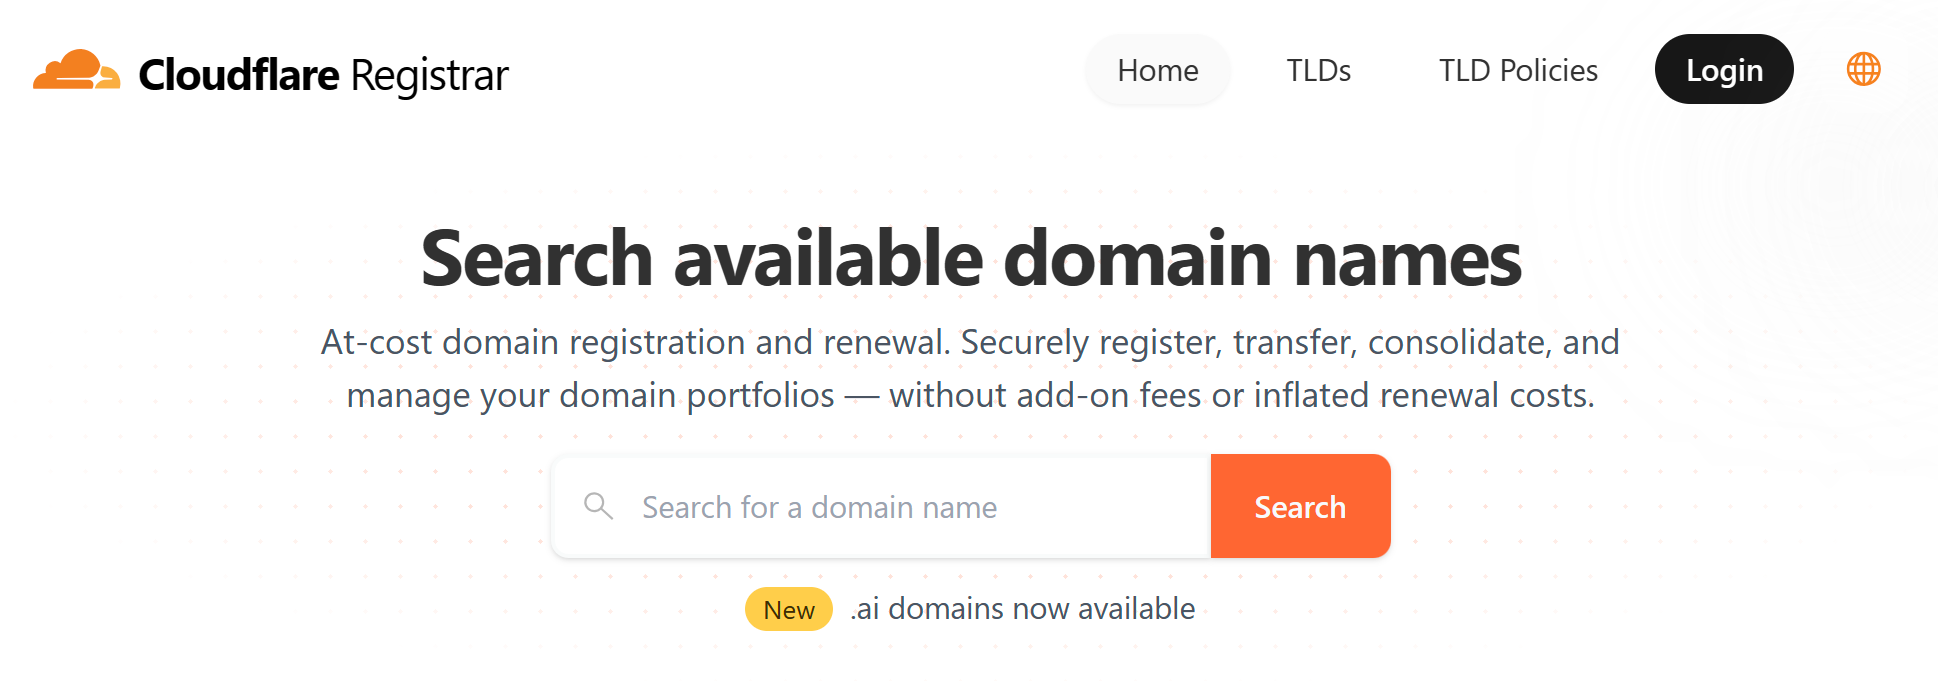 Cloudflare Registrar
Home
TLDs
TLD Policies
Login
Search available domain names
At-cost domain registration and renewal. Securely register, transfer, consolidate, and
manage your domain portfolios — without add-on fees or inflated renewal costs.
Search for a domain name
Search
New
.ai domains now available